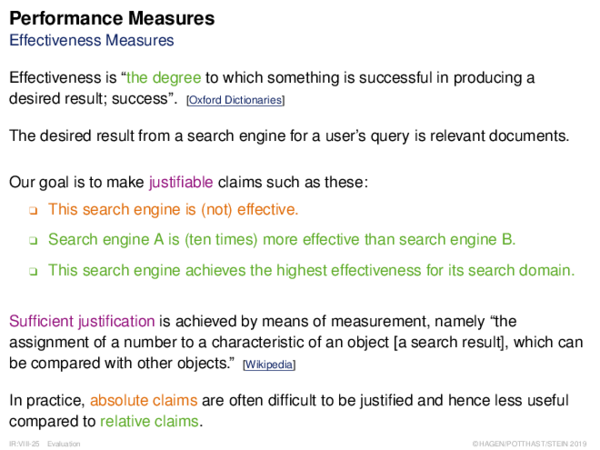 Performance Measures
Effectiveness Measures
Effectiveness is “the degree to which something is successful in producing a
desired result; success”. [Oxford Dictionaries]
The desired result from a search engine for a user’s query is relevant documents.
Our goal is to make justifiable claims such as these:
❑ This search engine is (not) effective.
❑ Search engine A is (ten times) more effective than search engine B.
❑ This search engine achieves the highest effectiveness for its search domain.
Sufficient justification is achieved by means of measurement, namely “the
assignment of a number to a characteristic of an object [a search result], which can
be compared with other objects.” [Wikipedia]
In practice, absolute claims are often difficult to be justified and hence less useful
compared to relative claims.
IR:VIII-25 Evaluation ©HAGEN/POTTHAST/STEIN 2019